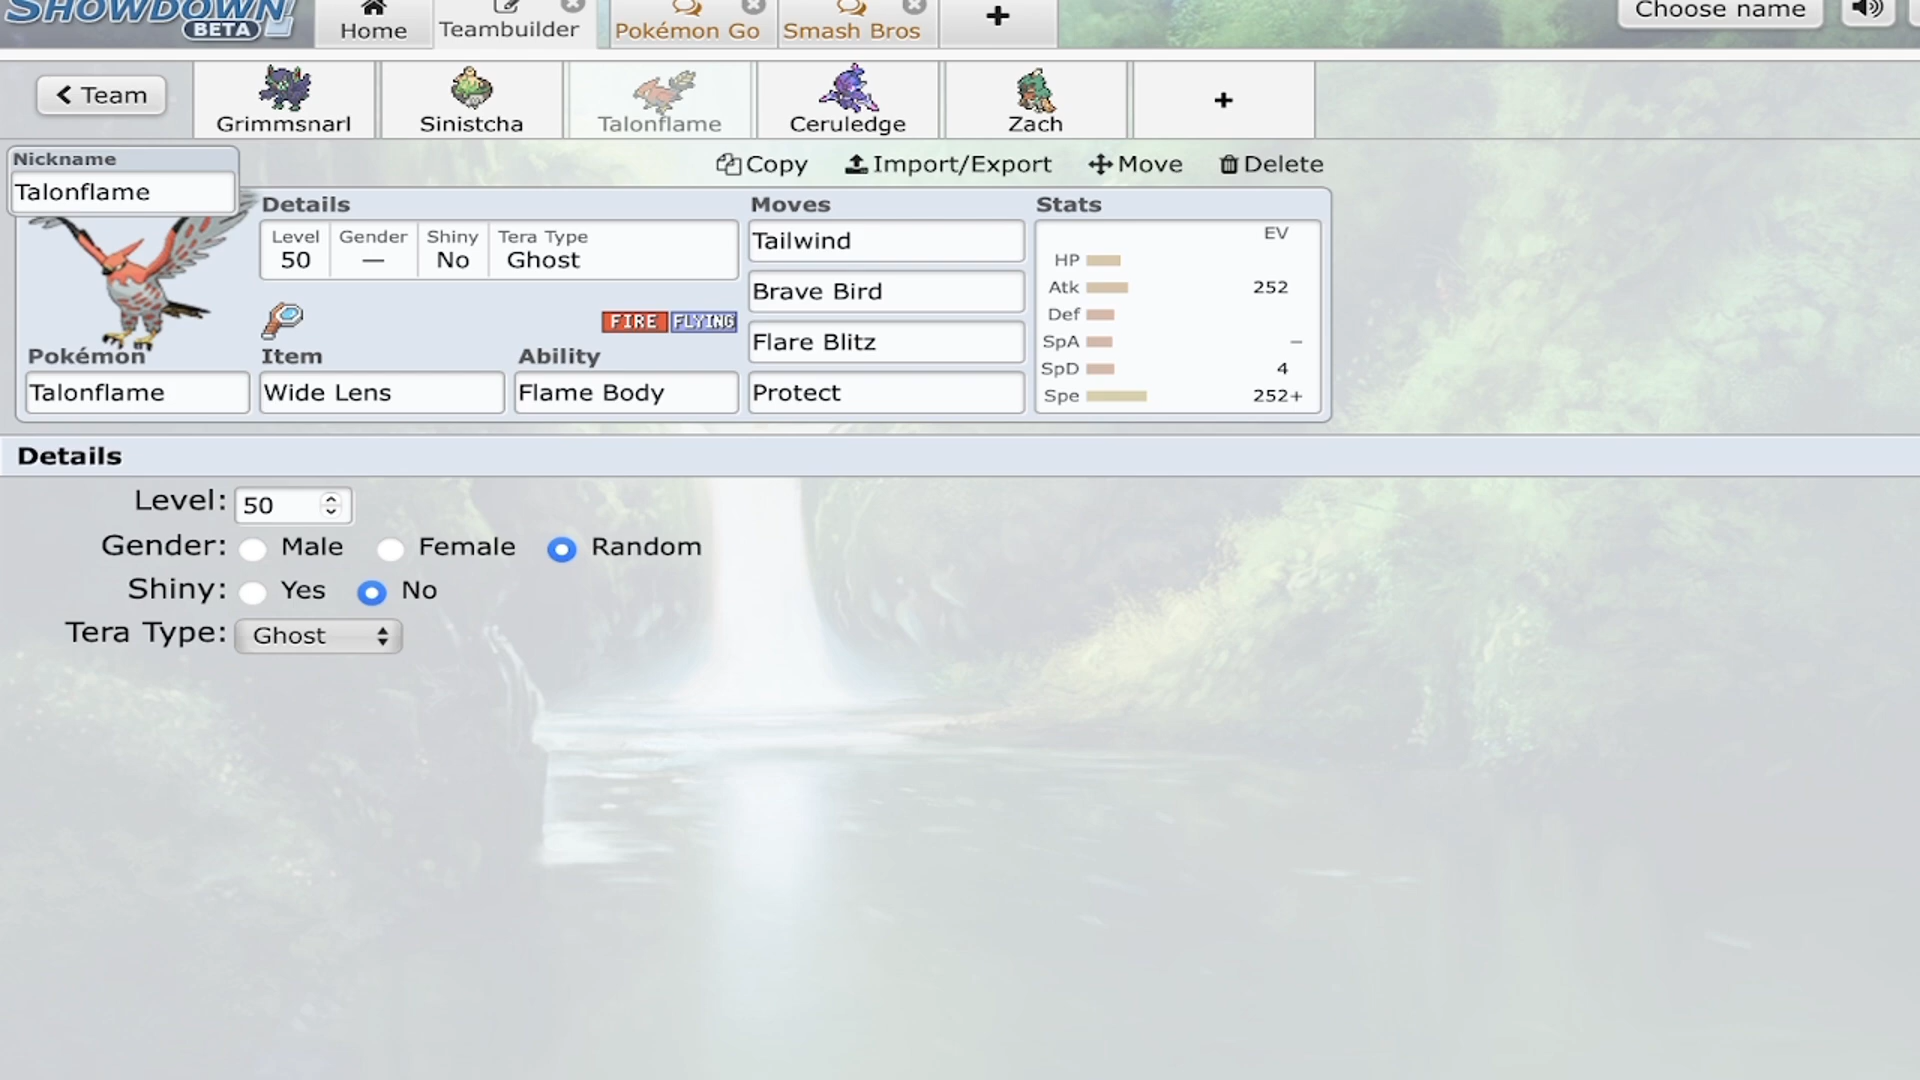 SHOWDOWN!
BETA
Home
Teambuilder
Pokémon Go
Smash Bros
+
Choose name
Team
Grimmsnarl
Sinistcha
Talonflame
Ceruledge
Zach
+
Nickname
Talonflame
Copy
Import/Export
Move
Delete
Details
Level
50
Gender
—
Shiny
No
Tera Type
Ghost
FIRE FLYING
Pokémon
Talonflame
Item
Wide Lens
Ability
Flame Body
Moves
Tailwind
Brave Bird
Flare Blitz
Protect
Stats
EV
HP
Atk 252
Def
SpA –
SpD 4
Spe 252+
Details
Level: 50
Gender: Male Female Random
Shiny: Yes No
Tera Type: Ghost